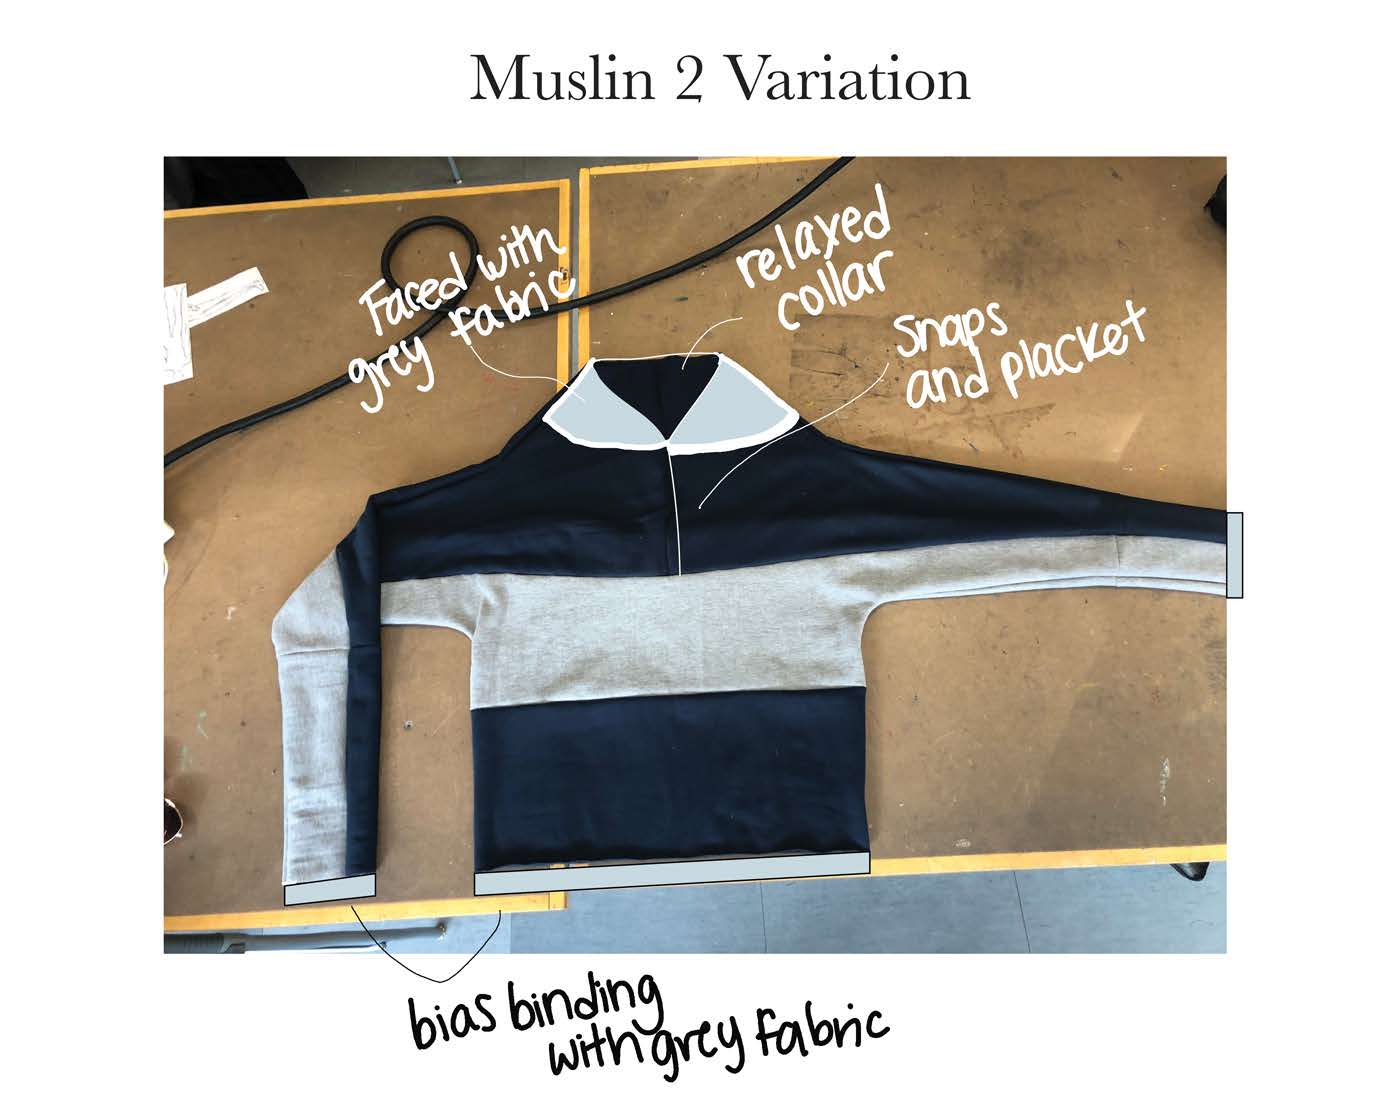 Muslin 2 Variation
Faced with
grey fabric
relaxed
collar
Snaps
and placket
bias binding
with grey fabric